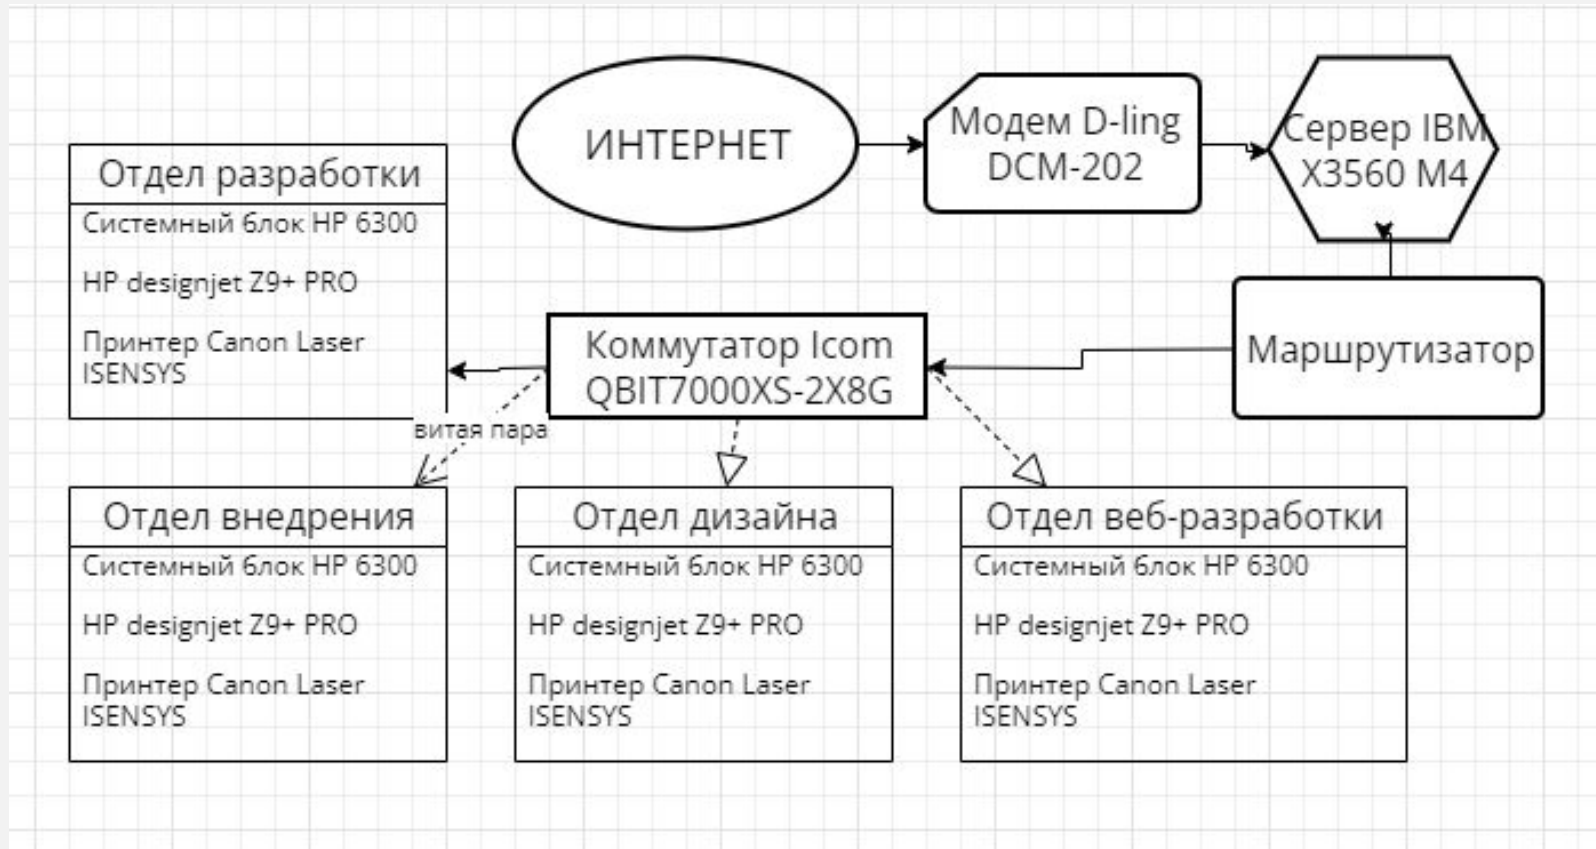 ИНТЕРНЕТ
Модем D-ling
DCM-202
Сервер IBM
X3560 M4
Отдел разработки
Системный блок HP 6300
HP designjet Z9+ PRO
Принтер Canon Laser
ISENSYS
Коммутатор Icom
QBIT7000XS-2X8G
Маршрутизатор
витая пара
Отдел внедрения
Системный блок HP 6300
HP designjet Z9+ PRO
Принтер Canon Laser
ISENSYS
Отдел дизайна
Системный блок HP 6300
HP designjet Z9+ PRO
Принтер Canon Laser
ISENSYS
Отдел веб-разработки
Системный блок HP 6300
HP designjet Z9+ PRO
Принтер Canon Laser
ISENSYS